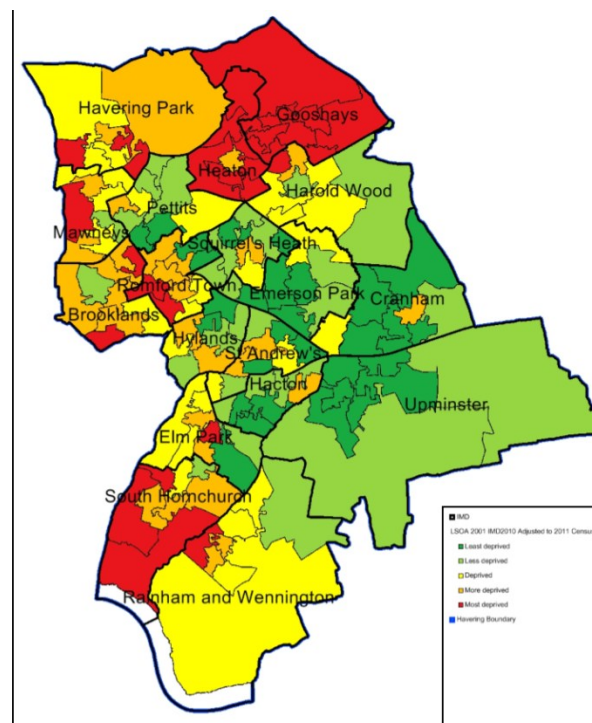 Havering Park
Gooshays
Heaton
Harold Wood
Pettits
Mawneys
Squirrel's Heath
Romford Town
Emerson Park
Cranham
Brooklands
Hylands
St Andrew's
Hacton
Upminster
Elm Park
South Hornchurch
Rainham and Wennington
IMD
LSOA 2001 IMD2010 Adjusted to 2011 Census
Least deprived
Less deprived
Deprived
More deprived
Most deprived
Havering Boundary